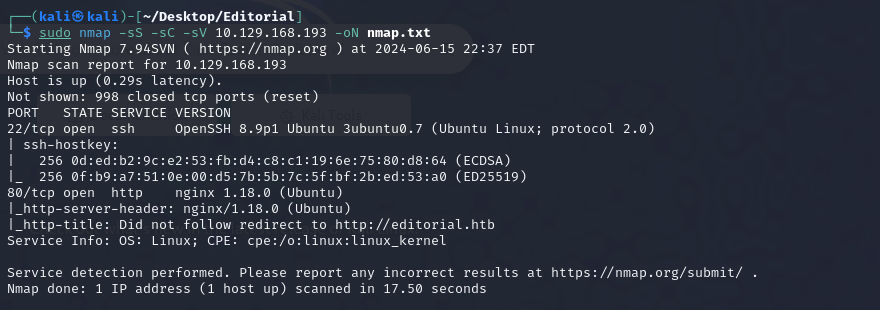 ┌──(kali㉿kali)-[~/Desktop/Editorial]
└─$ sudo nmap -sS -sC -sV 10.129.168.193 -oN nmap.txt
Starting Nmap 7.94SVN ( https://nmap.org ) at 2024-06-15 22:37 EDT
Nmap scan report for 10.129.168.193
Host is up (0.29s latency).
Not shown: 998 closed tcp ports (reset)
PORT   STATE SERVICE VERSION
22/tcp open  ssh     OpenSSH 8.9p1 Ubuntu 3ubuntu0.7 (Ubuntu Linux; protocol 2.0)
| ssh-hostkey:
|   256 0d:ed:b2:9c:e2:53:fb:d4:c8:c1:19:6e:75:80:d8:64 (ECDSA)
|_  256 0f:b9:a7:51:0e:00:d5:7b:5b:7c:5f:bf:2b:ed:53:a0 (ED25519)
80/tcp open  http    nginx 1.18.0 (Ubuntu)
|_http-server-header: nginx/1.18.0 (Ubuntu)
|_http-title: Did not follow redirect to http://editorial.htb
Service Info: OS: Linux; CPE: cpe:/o:linux:linux_kernel

Service detection performed. Please report any incorrect results at https://nmap.org/submit/ .
Nmap done: 1 IP address (1 host up) scanned in 17.50 seconds